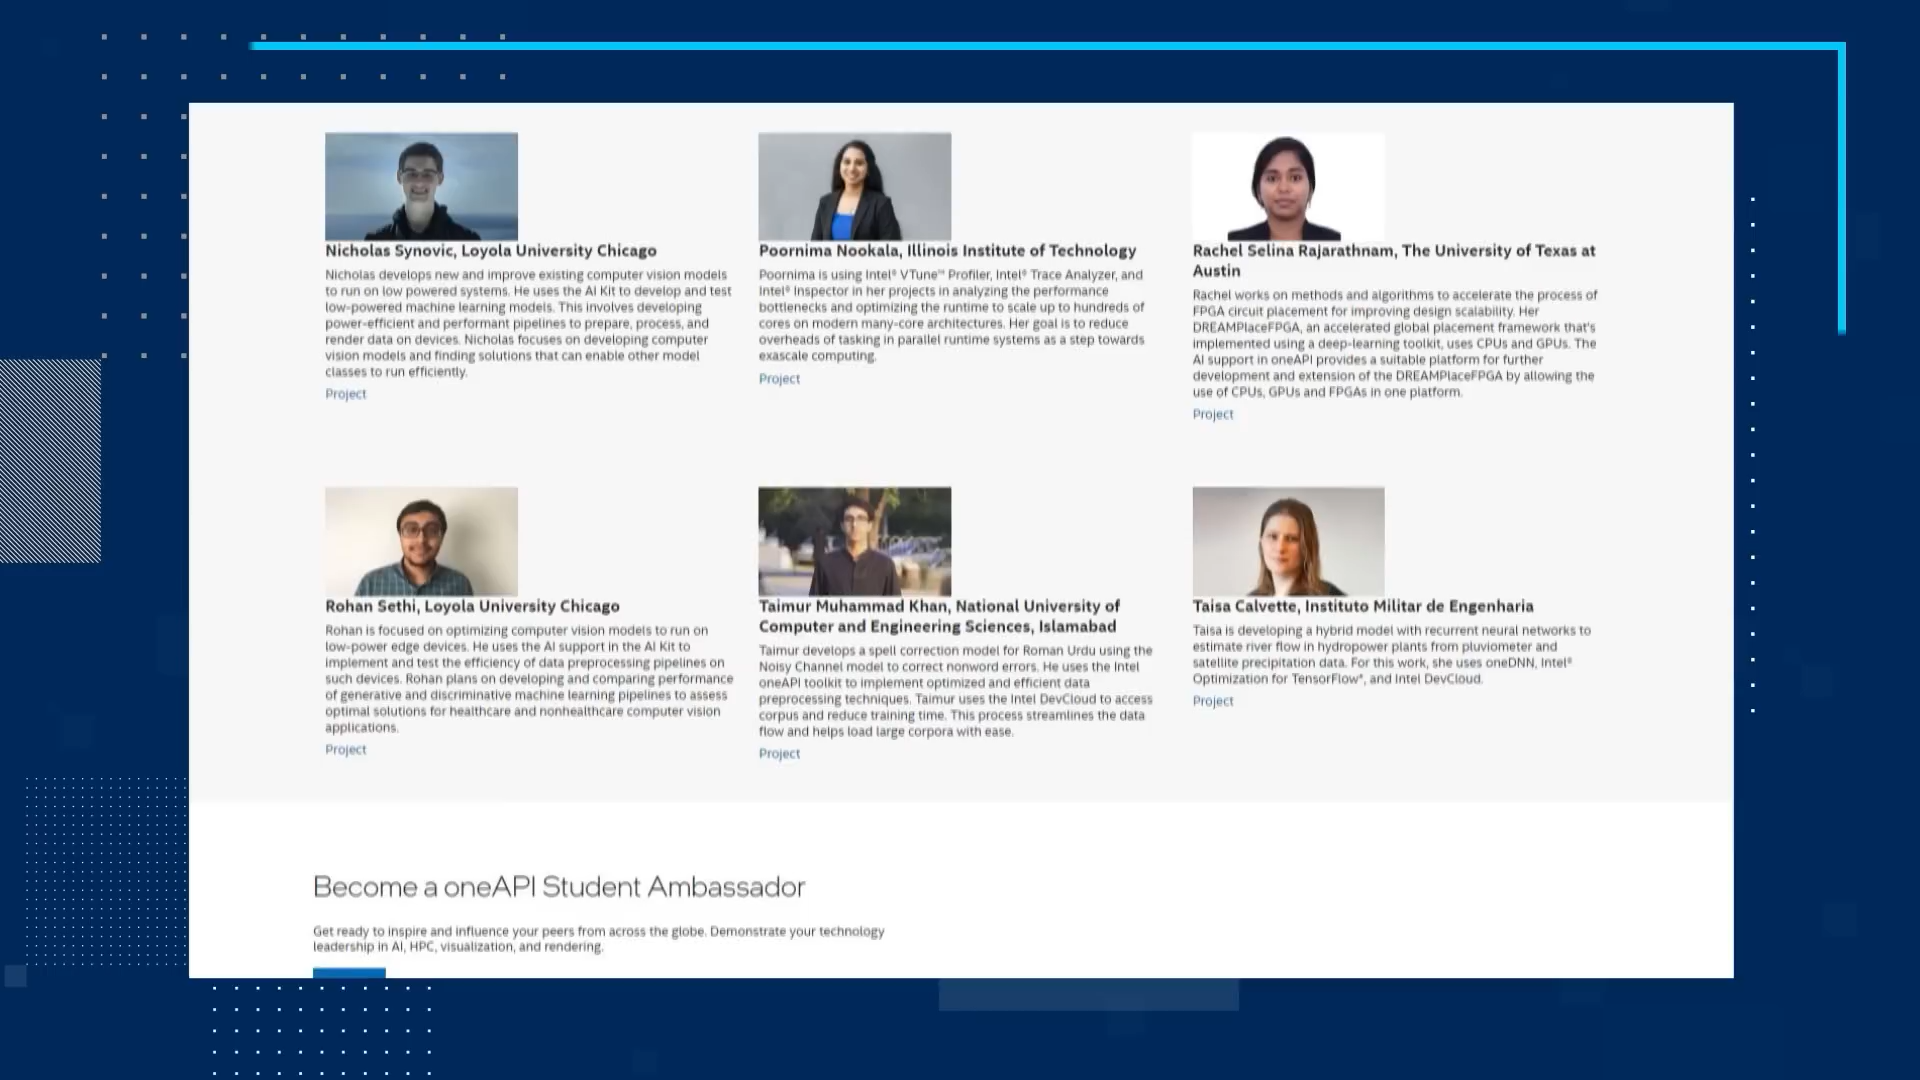 Nicholas Synovic, Loyola University Chicago
Nicholas develops new and improve existing computer vision models
to run on low powered systems. He uses the AI Kit to develop and test
low-powered machine learning models. This involves developing
power-efficient and performant pipelines to prepare, process, and
render data on devices. Nicholas focuses on developing computer
vision models and finding solutions that can enable other model
classes to run efficiently.
Project
Poornima Nookala, Illinois Institute of Technology
Poornima is using Intel® VTune™ Profiler, Intel® Trace Analyzer, and
Intel® Inspector in her projects in analyzing the performance
bottlenecks and optimizing the runtime to scale up to hundreds of
cores on modern many-core architectures. Her goal is to reduce
overheads of tasking in parallel runtime systems as a step towards
exascale computing.
Project
Rachel Selina Rajarathnam, The University of Texas at
Austin
Rachel works on methods and algorithms to accelerate the process of
FPGA circuit placement for improving design scalability. Her
DREAMPlaceFPGA, an accelerated global placement framework that's
implemented using a deep-learning toolkit, uses CPUs and GPUs. The
AI support in oneAPI provides a suitable platform for further
development and extension of the DREAMPlaceFPGA by allowing the
use of CPUs, GPUs and FPGAs in one platform.
Project
Rohan Sethi, Loyola University Chicago
Rohan is focused on optimizing computer vision models to run on
low-power edge devices. He uses the AI support in the AI Kit to
implement and test the efficiency of data preprocessing pipelines on
such devices. Rohan plans on developing and comparing performance
of generative and discriminative machine learning pipelines to assess
optimal solutions for healthcare and nonhealthcare computer vision
applications.
Project
Taimur Muhammad Khan, National University of
Computer and Engineering Sciences, Islamabad
Taimur develops a spell correction model for Roman Urdu using the
Noisy Channel model to correct nonword errors. He uses the Intel
oneAPI toolkit to implement optimized and efficient data
preprocessing techniques. Taimur uses the Intel DevCloud to access
corpus and reduce training time. This process streamlines the data
flow and helps load large corpora with ease.
Project
Taisa Calvette, Instituto Militar de Engenharia
Taisa is developing a hybrid model with recurrent neural networks to
estimate river flow in hydropower plants from pluviometer and
satellite precipitation data. For this work, she uses oneDNN, Intel®
Optimization for TensorFlow*, and Intel DevCloud.
Project
Become a oneAPI Student Ambassador
Get ready to inspire and influence your peers from across the globe. Demonstrate your technology
leadership in AI, HPC, visualization, and rendering.